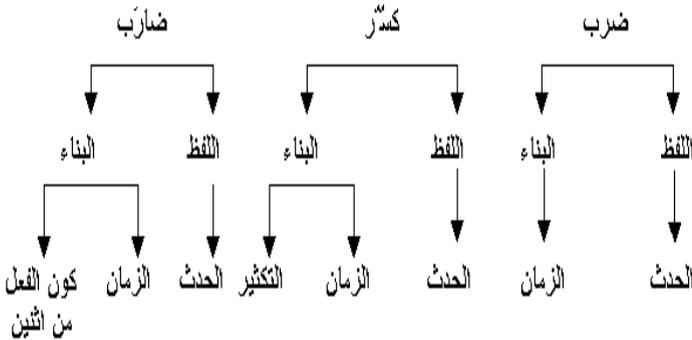 ضرب كسّر ضارَب
اللفظ البناء اللفظ البناء اللفظ البناء
الحدث الزمان الحدث الزمان التكثير الحدث الزمان كون الفعل
من اثنين